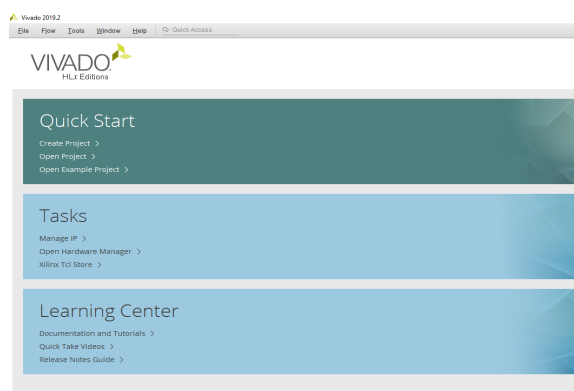 Vivado 2019.2
File Flow Tools Window Help Q- Quick Access
VIVADO.
HLx Editions
Quick Start
Create Project >
Open Project >
Open Example Project >
Tasks
Manage IP >
Open Hardware Manager >
Xilinx Tcl Store >
Learning Center
Documentation and Tutorials >
Quick Take Videos >
Release Notes Guide >